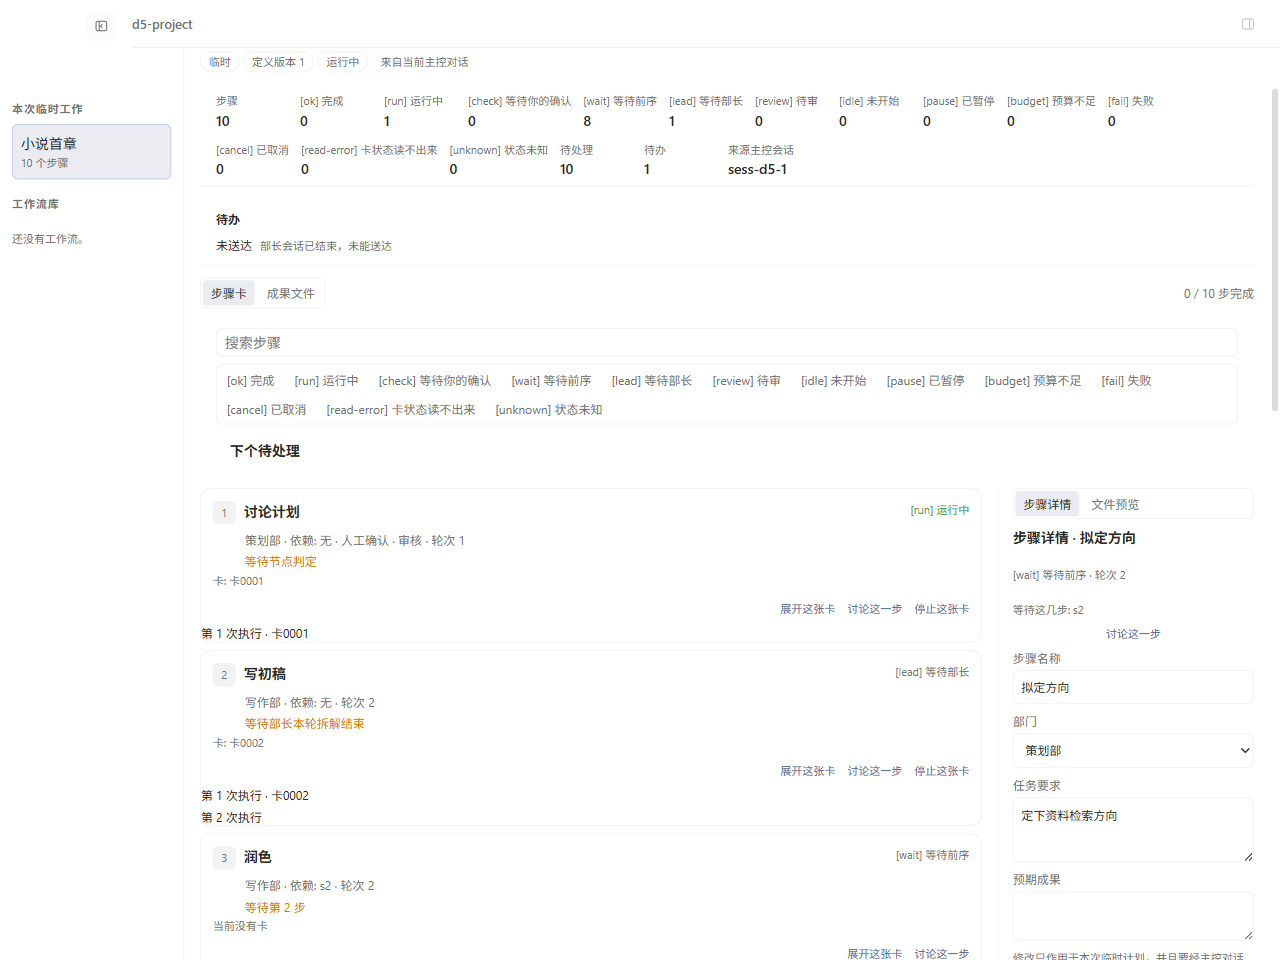 d5-project
本次临时工作
小说首章
10 个步骤
工作流库
还没有工作流。
临时 定义版本 1 运行中 来自当前主控对话
步骤 [ok] 完成 [run] 运行中 [check] 等待你的确认 [wait] 等待前序 [lead] 等待部长 [review] 待审 [idle] 未开始 [pause] 已暂停 [budget] 预算不足 [fail] 失败
10 0 1 0 8 1 0 0 0 0 0
[cancel] 已取消 [read-error] 卡状态读不出来 [unknown] 状态未知 待处理 待办 来源主控会话
0 0 0 10 1 sess-d5-1
待办
未送达 部长会话已结束，未能送达
步骤卡 成果文件 0 / 10 步完成
搜索步骤
[ok] 完成 [run] 运行中 [check] 等待你的确认 [wait] 等待前序 [lead] 等待部长 [review] 待审 [idle] 未开始 [pause] 已暂停 [budget] 预算不足 [fail] 失败
[cancel] 已取消 [read-error] 卡状态读不出来 [unknown] 状态未知
下个待处理
1 讨论计划 [run] 运行中
策划部 · 依赖: 无 · 人工确认 · 审核 · 轮次 1
等待节点判定
卡: 卡0001
展开这张卡 讨论这一步 停止这张卡
第 1 次执行 · 卡0001
2 写初稿 [lead] 等待部长
写作部 · 依赖: 无 · 轮次 2
等待部长本轮拆解结束
卡: 卡0002
展开这张卡 讨论这一步 停止这张卡
第 1 次执行 · 卡0002
第 2 次执行
3 润色 [wait] 等待前序
写作部 · 依赖: s2 · 轮次 2
等待第 2 步
当前没有卡
展开这张卡 讨论这一步
步骤详情 文件预览
步骤详情 · 拟定方向
[wait] 等待前序 · 轮次 2
等待这几步: s2
讨论这一步
步骤名称
拟定方向
部门
策划部
任务要求
定下资料检索方向
预期成果
修改只作用于本次临时计划，并且要经主控对话